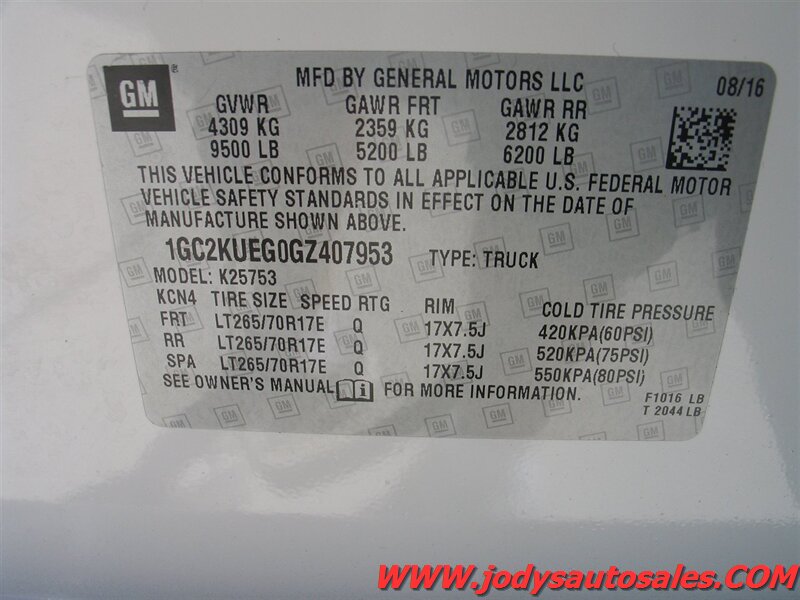 GM ® MFD BY GENERAL MOTORS LLC 08/16
GVWR GAWR FRT GAWR RR
4309 KG 2359 KG 2812 KG
9500 LB 5200 LB 6200 LB
THIS VEHICLE CONFORMS TO ALL APPLICABLE U.S. FEDERAL MOTOR
VEHICLE SAFETY STANDARDS IN EFFECT ON THE DATE OF
MANUFACTURE SHOWN ABOVE.
1GC2KUEG0GZ407953 TYPE: TRUCK
MODEL: K25753
KCN4 TIRE SIZE SPEED RTG RIM COLD TIRE PRESSURE
FRT LT265/70R17E Q 17X7.5J 420KPA(60PSI)
RR LT265/70R17E Q 17X7.5J 520KPA(75PSI)
SPA LT265/70R17E Q 17X7.5J 550KPA(80PSI)
SEE OWNER'S MANUAL FOR MORE INFORMATION.
F1016 LB
T 2044 LB
www.jodysautosales.COM